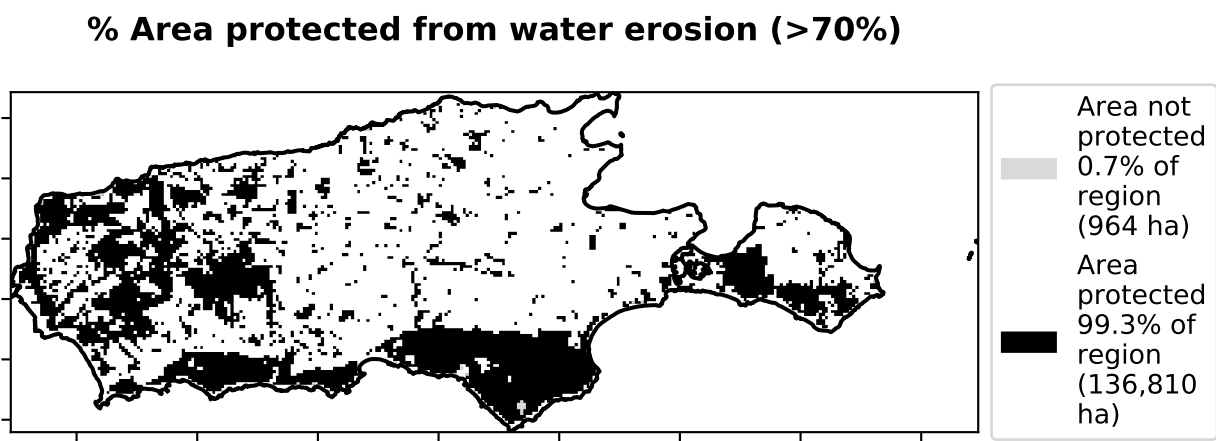 % Area protected from water erosion (>70%)
Area not
protected
0.7% of
region
(964 ha)
Area
protected
99.3% of
region
(136,810
ha)